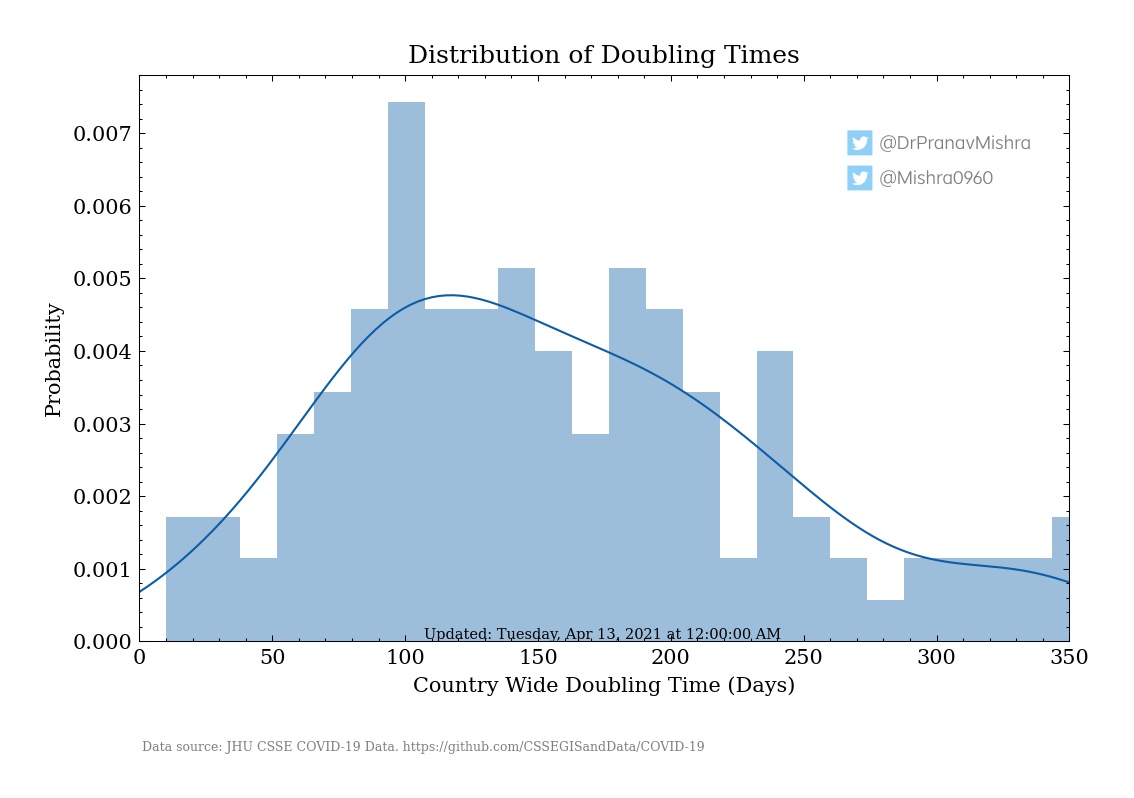 Distribution of Doubling Times
0.007
0.006
0.005
0.004
0.003
0.002
0.001
0.000
Probability
@DrPranavMishra
@Mishra0960
Updated: Tuesday, Apr 13, 2021 at 12:00:00 AM
0 50 100 150 200 250 300 350
Country Wide Doubling Time (Days)
Data source: JHU CSSE COVID-19 Data. https://github.com/CSSEGISandData/COVID-19